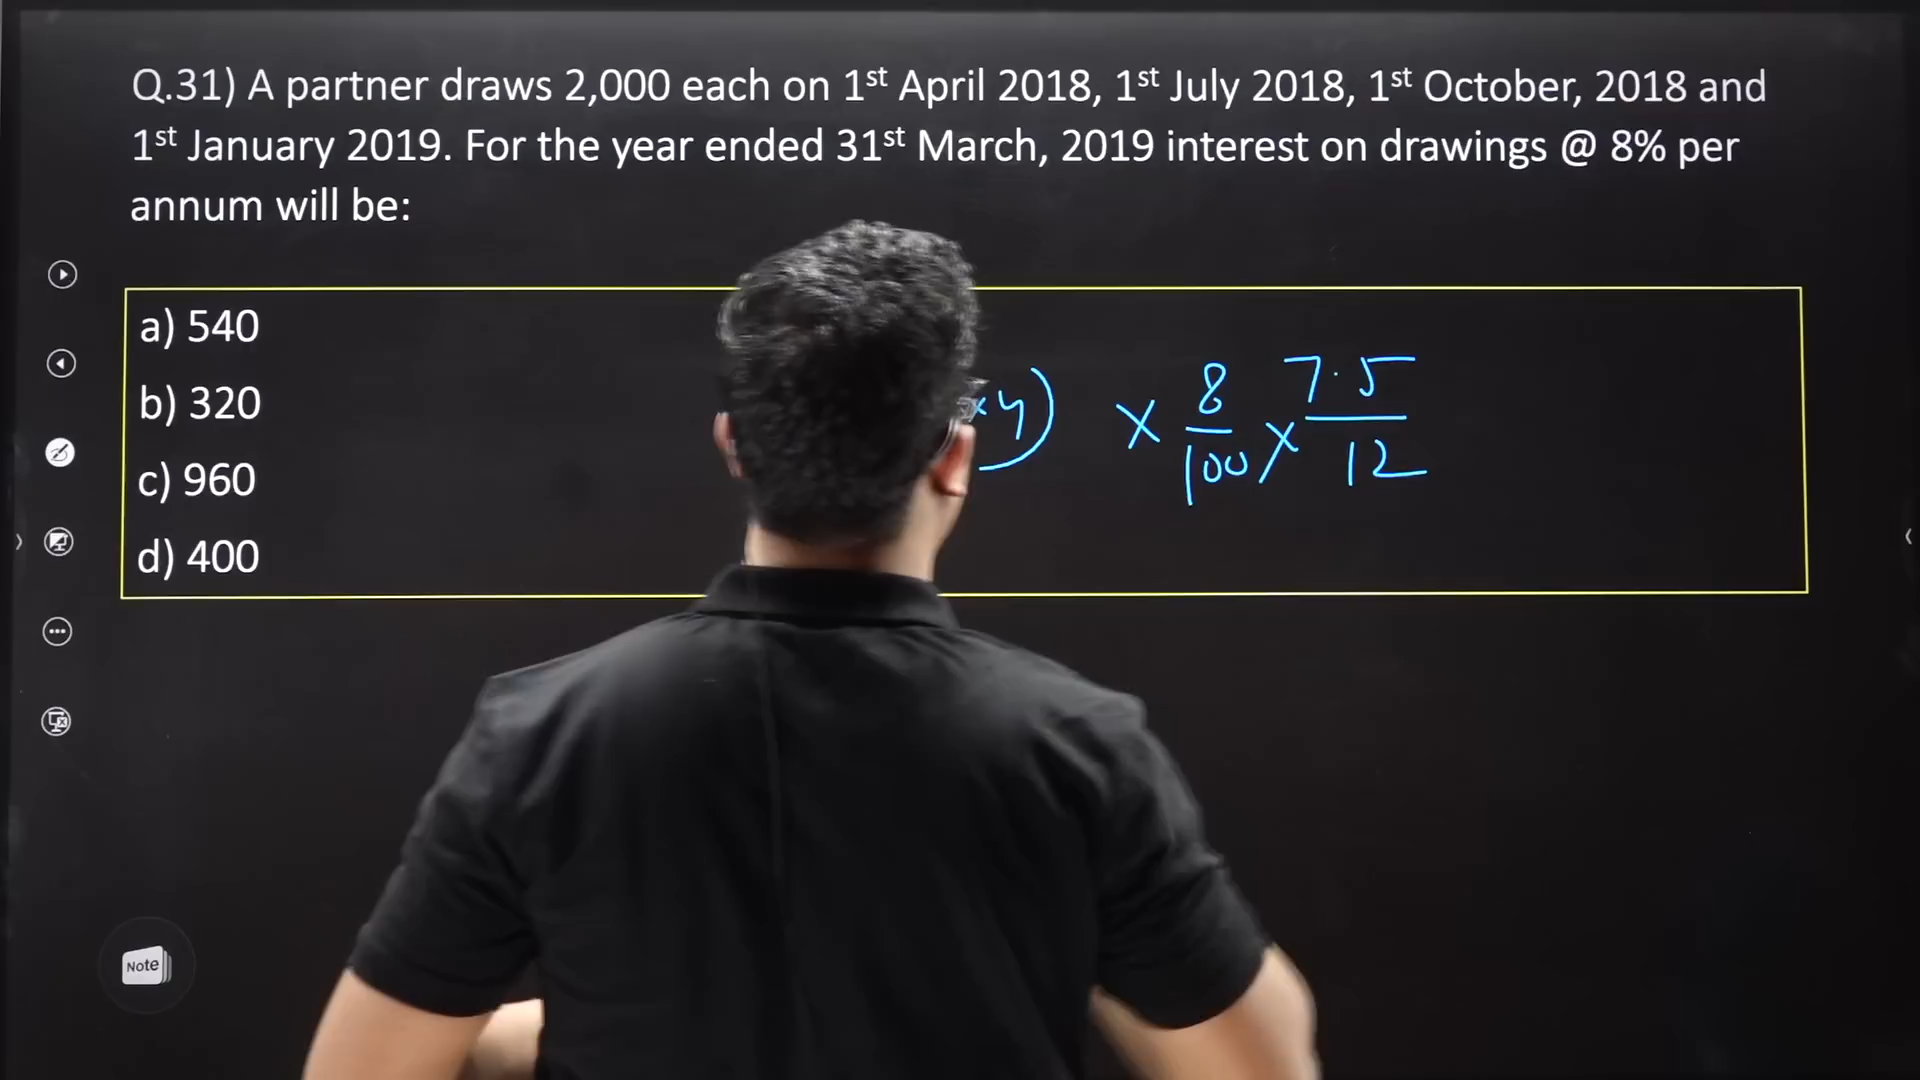 Q.31) A partner draws 2,000 each on 1st April 2018, 1st July 2018, 1st October, 2018 and
1st January 2019. For the year ended 31st March, 2019 interest on drawings @ 8% per
annum will be:
a) 540
b) 320
c) 960
d) 400
×4) × 8/100 × 7.5/12
Note